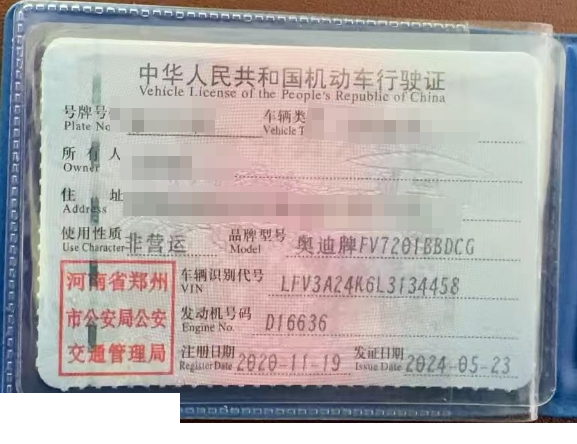 中华人民共和国机动车行驶证
Vehicle License of the People's Republic of China
号牌号 车辆类
Plate No Vehicle T
所有人
Owner
住址
Address
使用性质 非营运 品牌型号 奥迪牌FV7201BBDCG
Use Character Model
车辆识别代号 LFV3A24K6L3134458
VIN
发动机号码 D16636
Engine No.
注册日期 2020-11-19 发证日期 2024-05-23
Register Date Issue Date
河南省郑州
市公安局公安
交通管理局